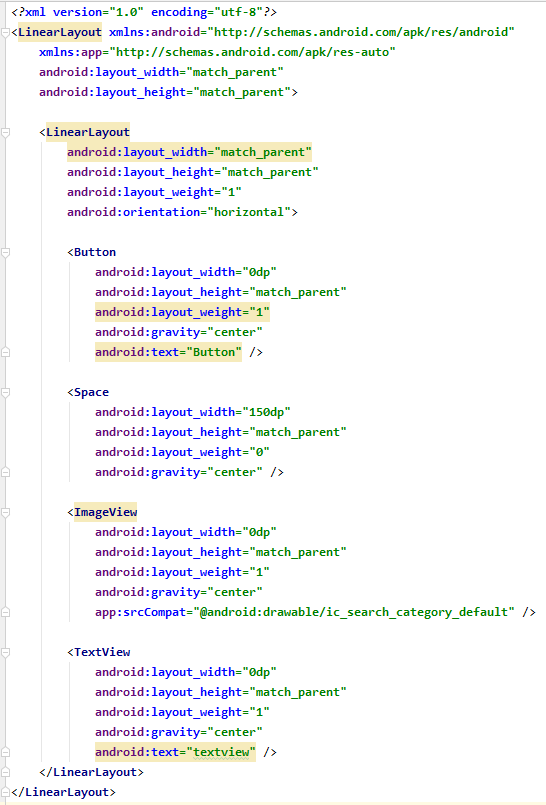 <?xml version="1.0" encoding="utf-8"?>
<LinearLayout xmlns:android="http://schemas.android.com/apk/res/android"
    xmlns:app="http://schemas.android.com/apk/res-auto"
    android:layout_width="match_parent"
    android:layout_height="match_parent">

    <LinearLayout
        android:layout_width="match_parent"
        android:layout_height="match_parent"
        android:layout_weight="1"
        android:orientation="horizontal">

        <Button
            android:layout_width="0dp"
            android:layout_height="match_parent"
            android:layout_weight="1"
            android:gravity="center"
            android:text="Button" />

        <Space
            android:layout_width="150dp"
            android:layout_height="match_parent"
            android:layout_weight="0"
            android:gravity="center" />

        <ImageView
            android:layout_width="0dp"
            android:layout_height="match_parent"
            android:layout_weight="1"
            android:gravity="center"
            app:srcCompat="@android:drawable/ic_search_category_default" />

        <TextView
            android:layout_width="0dp"
            android:layout_height="match_parent"
            android:layout_weight="1"
            android:gravity="center"
            android:text="textview" />
    </LinearLayout>
</LinearLayout>